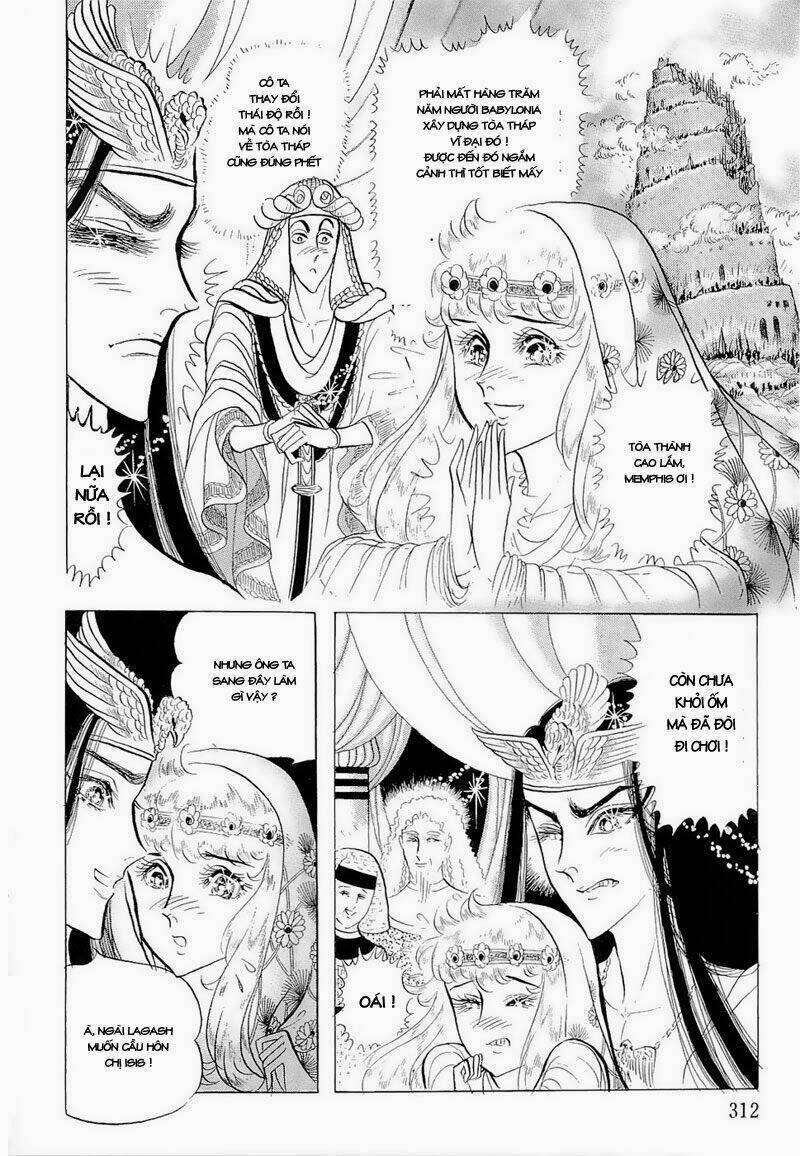 PHẢI MẤT HÀNG TRĂM
NĂM NGƯỜI BABYLONIA
XÂY DỰNG TÒA THÁP
VĨ ĐẠI ĐÓ !
ĐƯỢC ĐẾN ĐÓ NGẮM
CẢNH THÌ TỐT BIẾT MẤY
CÔ TA
THAY ĐỔI
THÁI ĐỘ RỒI !
MÀ CÔ TA NÓI
VỀ TÒA THÁP
CŨNG ĐÚNG PHẾT
TÒA THÀNH
CAO LẮM,
MEMPHIS ƠI !
LẠI
NỮA
RỒI !
CÒN CHƯA
KHỎI ỐM
MÀ ĐÃ ĐÒI
ĐI CHƠI !
OÁI !
NHƯNG ÔNG TA
SANG ĐÂY LÀM
GÌ VẬY ?
À, NGÀI LAGASH
MUỐN CẦU HÔN
CHỊ ISIS !
312